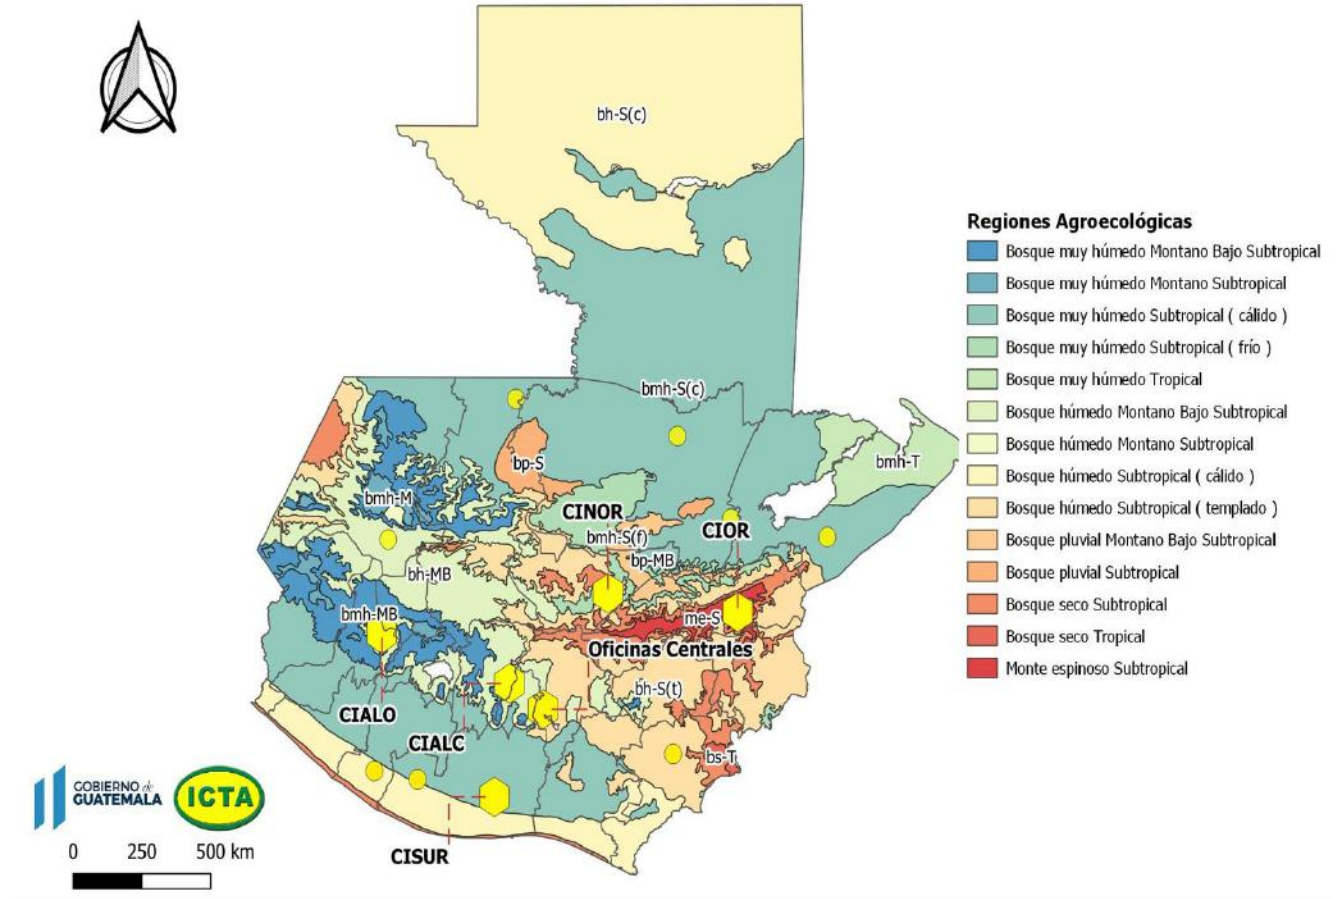 bh-S(c)
Regiones Agroecológicas
Bosque muy húmedo Montano Bajo Subtropical
Bosque muy húmedo Montano Subtropical
Bosque muy húmedo Subtropical ( cálido )
Bosque muy húmedo Subtropical ( frío )
Bosque muy húmedo Tropical
Bosque húmedo Montano Bajo Subtropical
Bosque húmedo Montano Subtropical
Bosque húmedo Subtropical ( cálido )
Bosque húmedo Subtropical ( templado )
Bosque pluvial Montano Bajo Subtropical
Bosque pluvial Subtropical
Bosque seco Subtropical
Bosque seco Tropical
Monte espinoso Subtropical
bmh-S(c)
bp-S
bmh-T
bmh-M
CINOR
CIOR
bmh-S(f)
bp-MB
bh-MB
bmh-MB
me-S
Oficinas Centrales
bh-S(t)
CIALO
CIALC
bs-T
GOBIERNO de
GUATEMALA
ICTA
CISUR
0 250 500 km